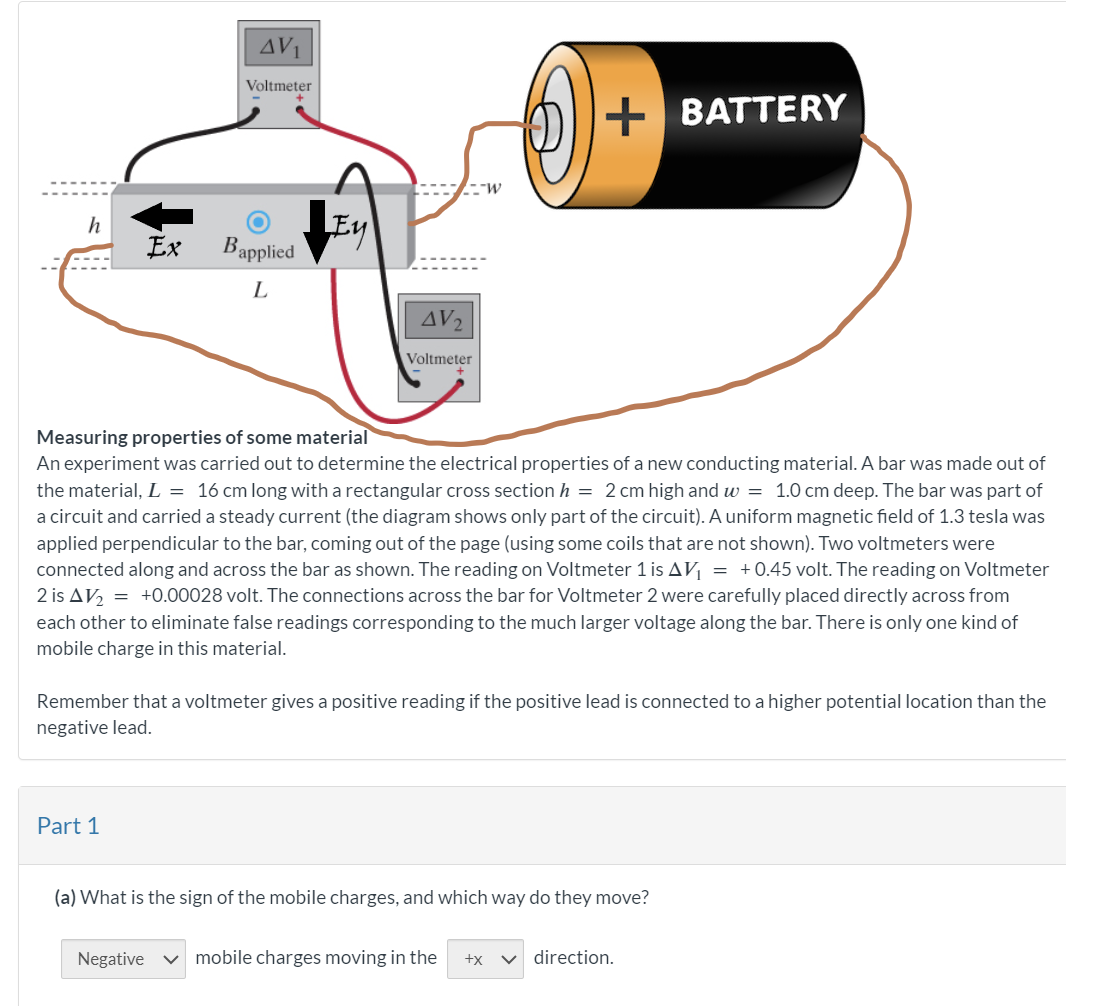 ΔV₁
Voltmeter
- +
+ BATTERY
w
h
Ex
B applied
Ey
L
ΔV₂
Voltmeter
- +
Measuring properties of some material
An experiment was carried out to determine the electrical properties of a new conducting material. A bar was made out of
the material, L = 16 cm long with a rectangular cross section h = 2 cm high and w = 1.0 cm deep. The bar was part of
a circuit and carried a steady current (the diagram shows only part of the circuit). A uniform magnetic field of 1.3 tesla was
applied perpendicular to the bar, coming out of the page (using some coils that are not shown). Two voltmeters were
connected along and across the bar as shown. The reading on Voltmeter 1 is ΔV₁ = +0.45 volt. The reading on Voltmeter
2 is ΔV₂ = +0.00028 volt. The connections across the bar for Voltmeter 2 were carefully placed directly across from
each other to eliminate false readings corresponding to the much larger voltage along the bar. There is only one kind of
mobile charge in this material.
Remember that a voltmeter gives a positive reading if the positive lead is connected to a higher potential location than the
negative lead.
Part 1
(a) What is the sign of the mobile charges, and which way do they move?
Negative mobile charges moving in the +x direction.